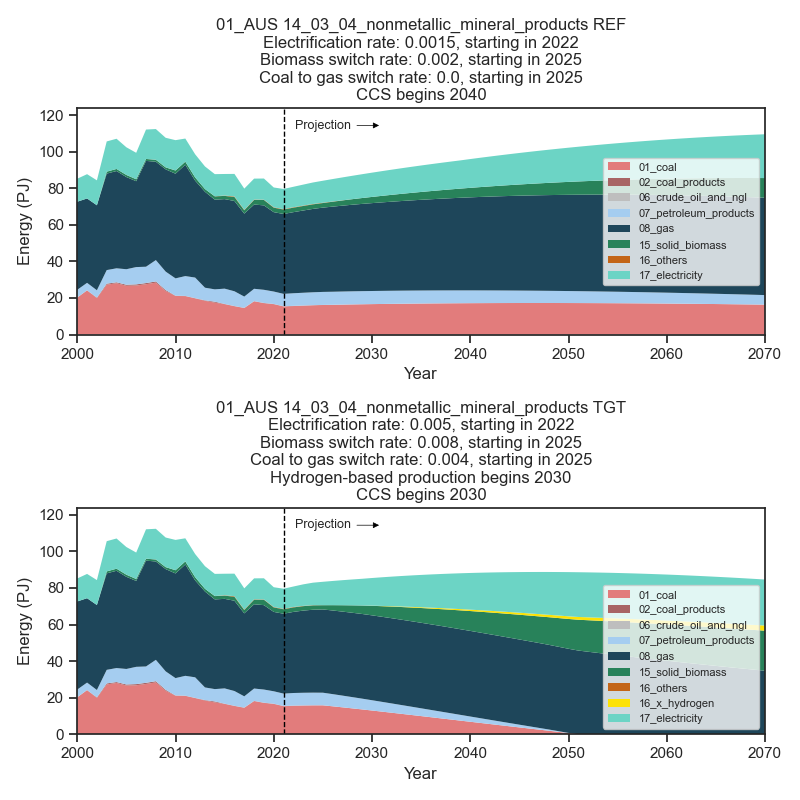 01_AUS 14_03_04_nonmetallic_mineral_products REF
Electrification rate: 0.0015, starting in 2022
Biomass switch rate: 0.002, starting in 2025
Coal to gas switch rate: 0.0, starting in 2025
CCS begins 2040
120
100
80
60
40
20
0
Energy (PJ)
Projection
01_coal
02_coal_products
06_crude_oil_and_ngl
07_petroleum_products
08_gas
15_solid_biomass
16_others
17_electricity
2000 2010 2020 2030 2040 2050 2060 2070
Year
01_AUS 14_03_04_nonmetallic_mineral_products TGT
Electrification rate: 0.005, starting in 2022
Biomass switch rate: 0.008, starting in 2025
Coal to gas switch rate: 0.004, starting in 2025
Hydrogen-based production begins 2030
CCS begins 2030
120
100
80
60
40
20
0
Energy (PJ)
Projection
01_coal
02_coal_products
06_crude_oil_and_ngl
07_petroleum_products
08_gas
15_solid_biomass
16_others
16_x_hydrogen
17_electricity
2000 2010 2020 2030 2040 2050 2060 2070
Year